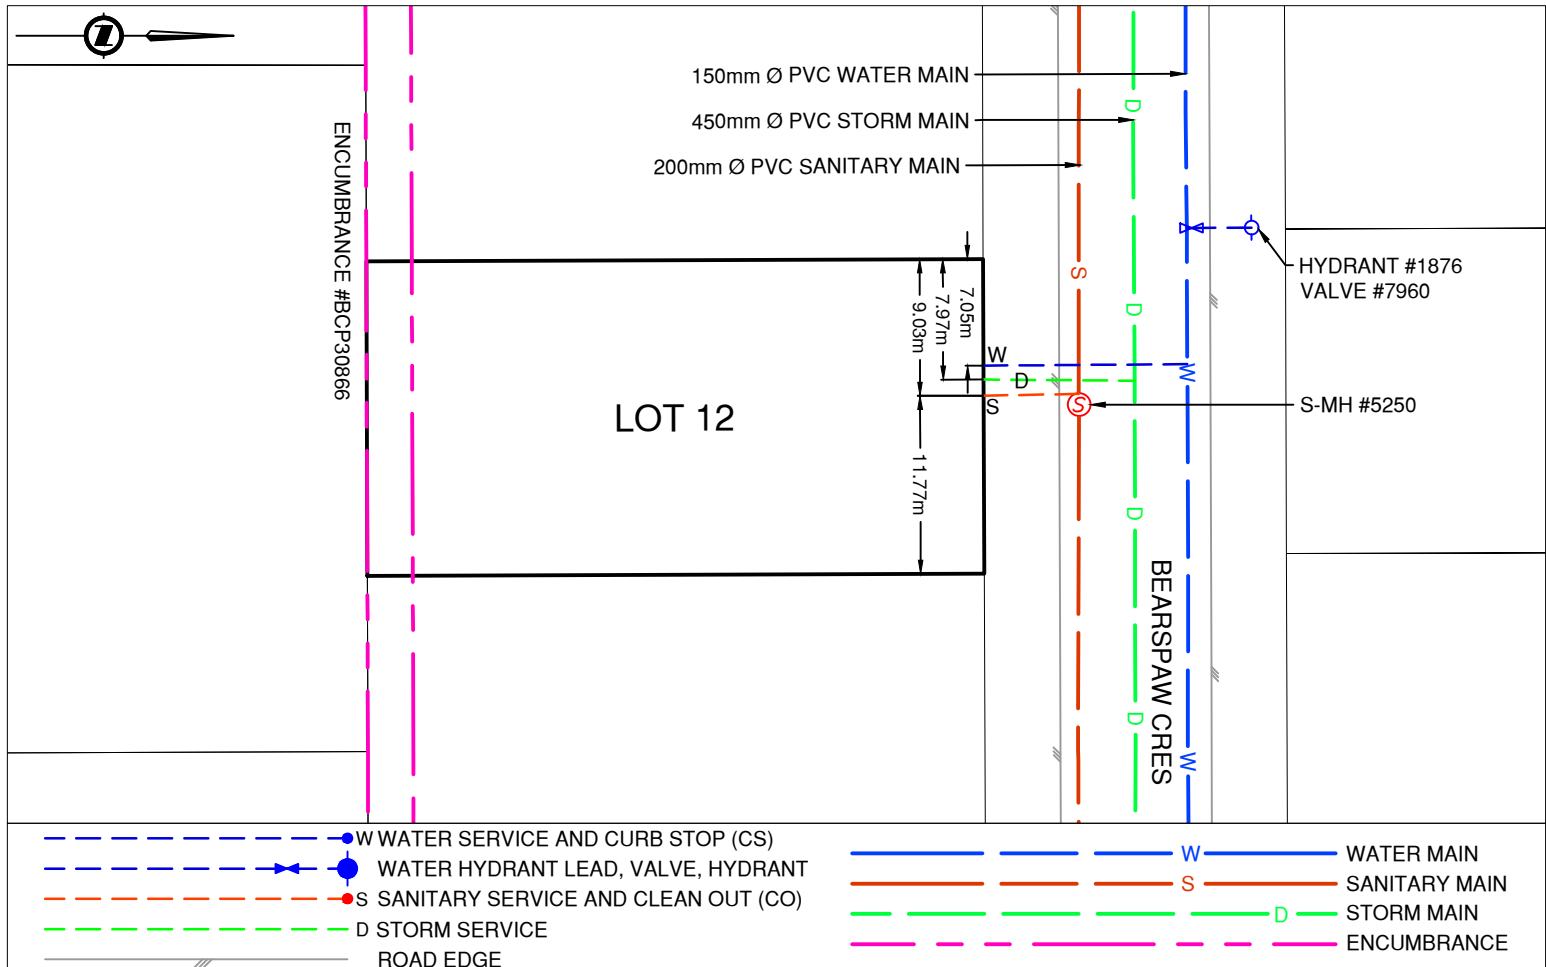 Z
150mm Ø PVC WATER MAIN
450mm Ø PVC STORM MAIN
200mm Ø PVC SANITARY MAIN
D
ENCUMBRANCE #BCP30866
HYDRANT #1876
VALVE #7960
S
D
7.05m
7.97m
9.03m
W
D
S
W
S
S-MH #5250
LOT 12
11.77m
D
BEARSPAW CRES
D
W
W WATER SERVICE AND CURB STOP (CS)
WATER HYDRANT LEAD, VALVE, HYDRANT
S SANITARY SERVICE AND CLEAN OUT (CO)
D STORM SERVICE
ROAD EDGE
W WATER MAIN
S SANITARY MAIN
D STORM MAIN
ENCUMBRANCE